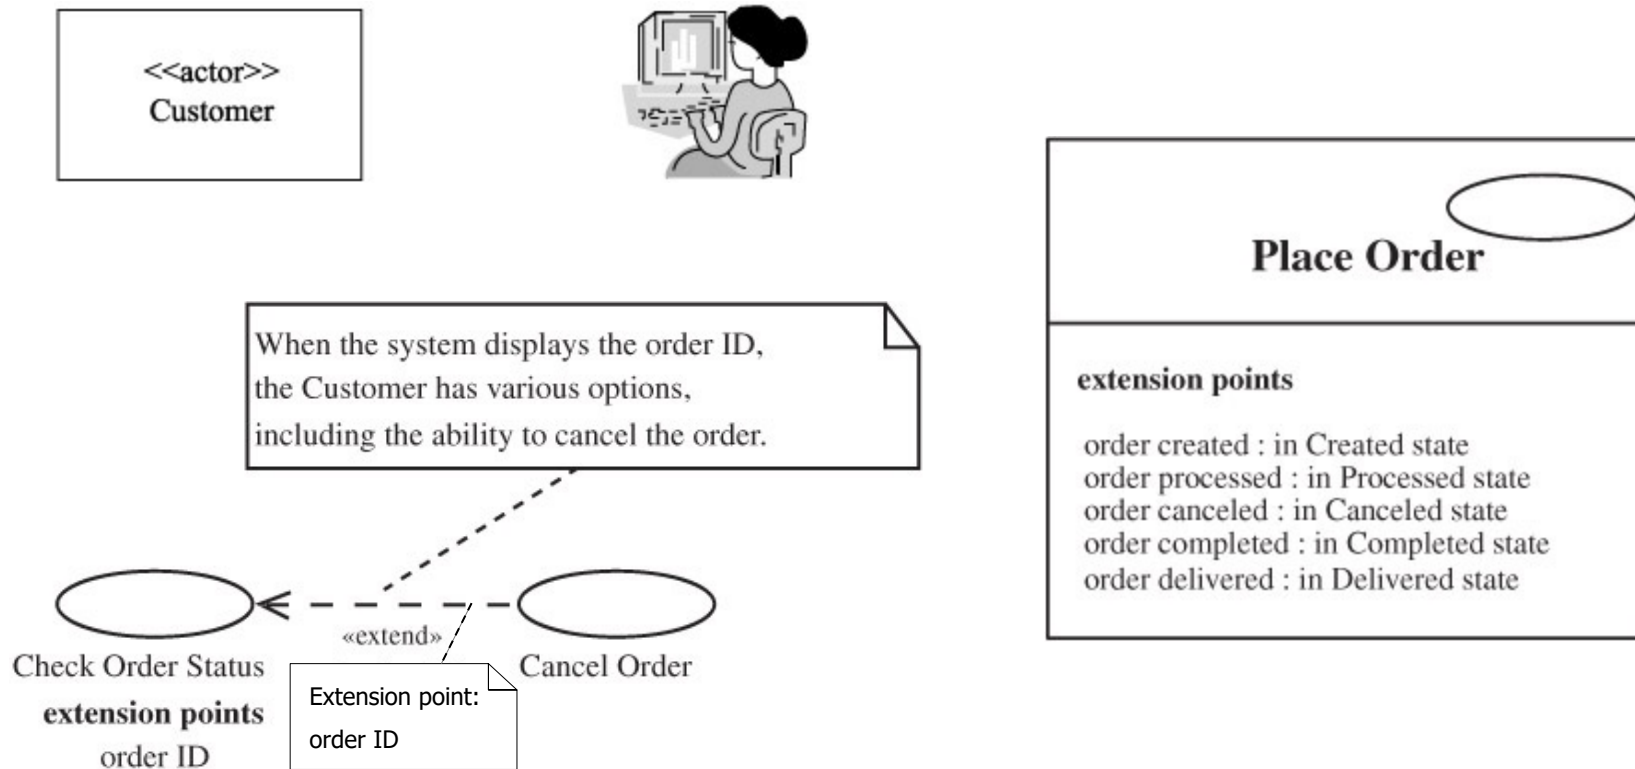 <<actor>>
Customer
Place Order
When the system displays the order ID,
the Customer has various options,
including the ability to cancel the order.
extension points
order created : in Created state
order processed : in Processed state
order canceled : in Canceled state
order completed : in Completed state
order delivered : in Delivered state
«extend»
Check Order Status
Cancel Order
extension points
order ID
Extension point:
order ID